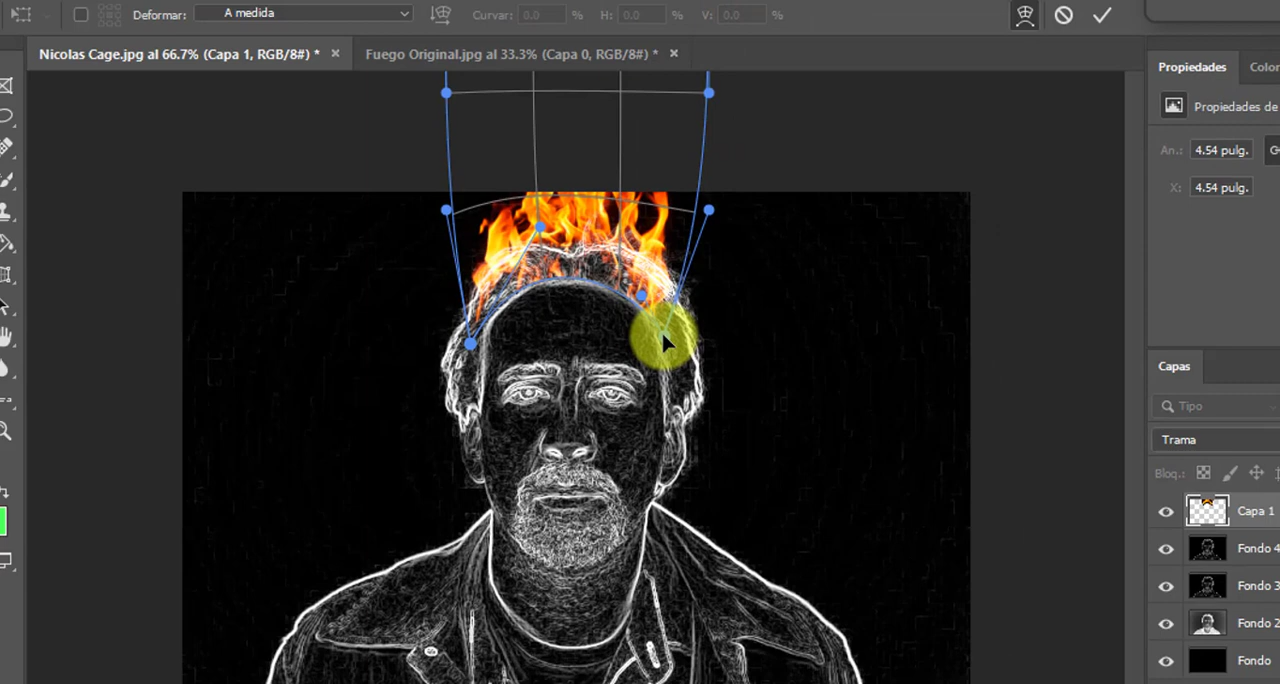 Deformar: A medida Curvar: 0.0 % H: 0.0 % V: 0.0 %
Nicolas Cage.jpg al 66.7% (Capa 1, RGB/8#) * × Fuego Original.jpg al 33.3% (Capa 0, RGB/8#) * ×
Propiedades Color
Propiedades de
An.: 4.54 pulg.
X: 4.54 pulg.
Capas
Tipo
Trama
Bloq.:
Capa 1
Fondo 4
Fondo 3
Fondo 2
Fondo